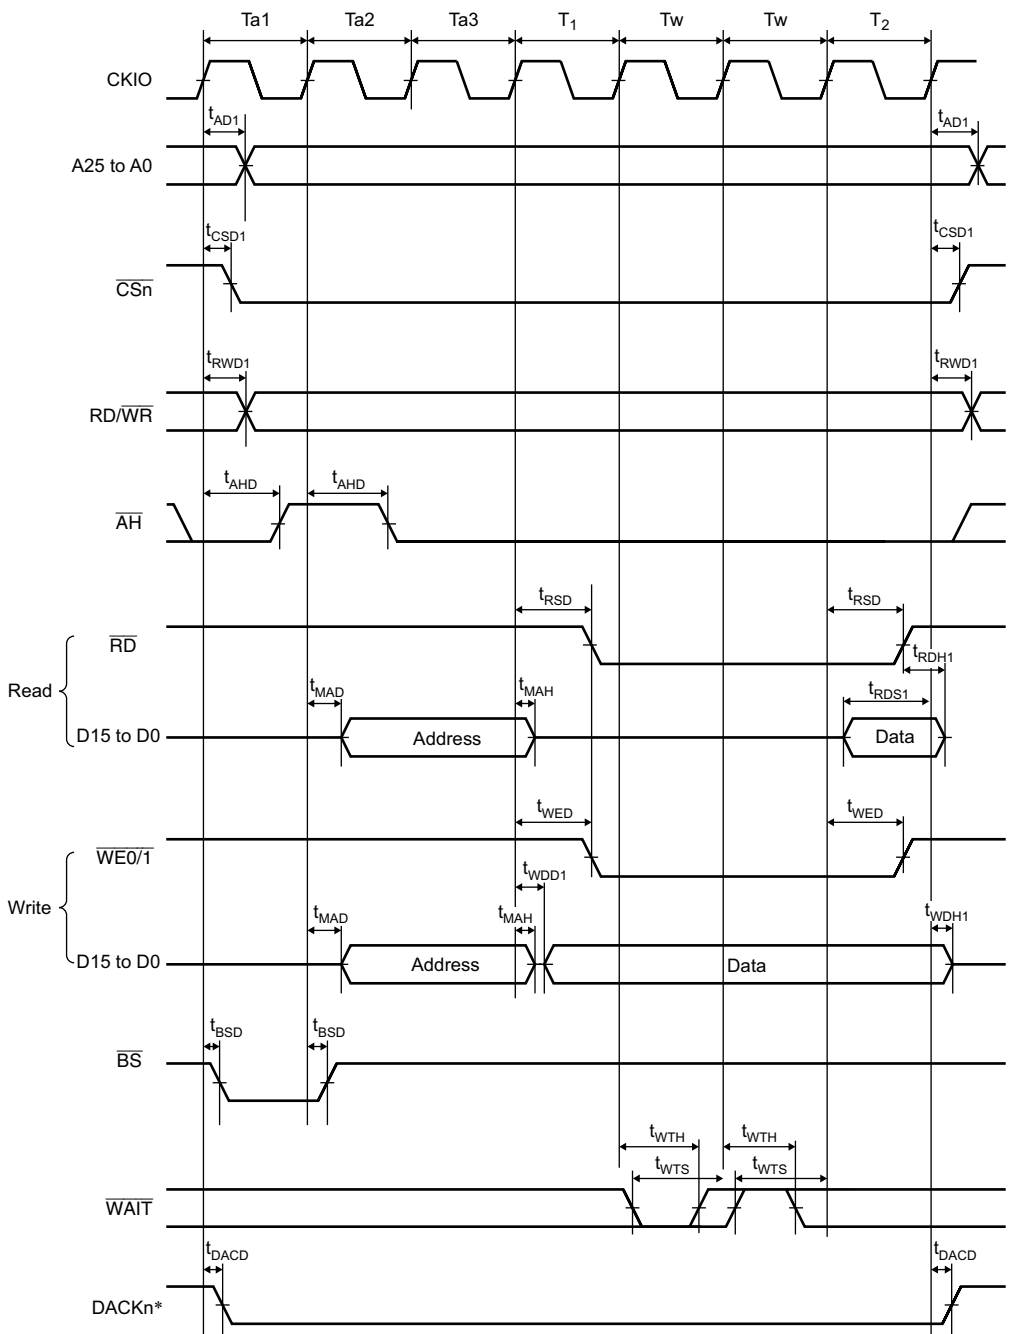 Ta1 Ta2 Ta3 T1 Tw Tw T2
CKIO
tAD1 tAD1
A25 to A0
tCSD1 tCSD1
CSn
tRWD1 tRWD1
RD/WR
tAHD tAHD
AH
tRSD tRSD
RD
tRDH1
Read
tMAD tMAH tRDS1
D15 to D0 Address Data
tWED tWED
WE0/1
tWDD1
Write
tMAD tMAH tWDH1
D15 to D0 Address Data
tBSD tBSD
BS
tWTH tWTH
tWTS tWTS
WAIT
tDACD tDACD
DACKn*